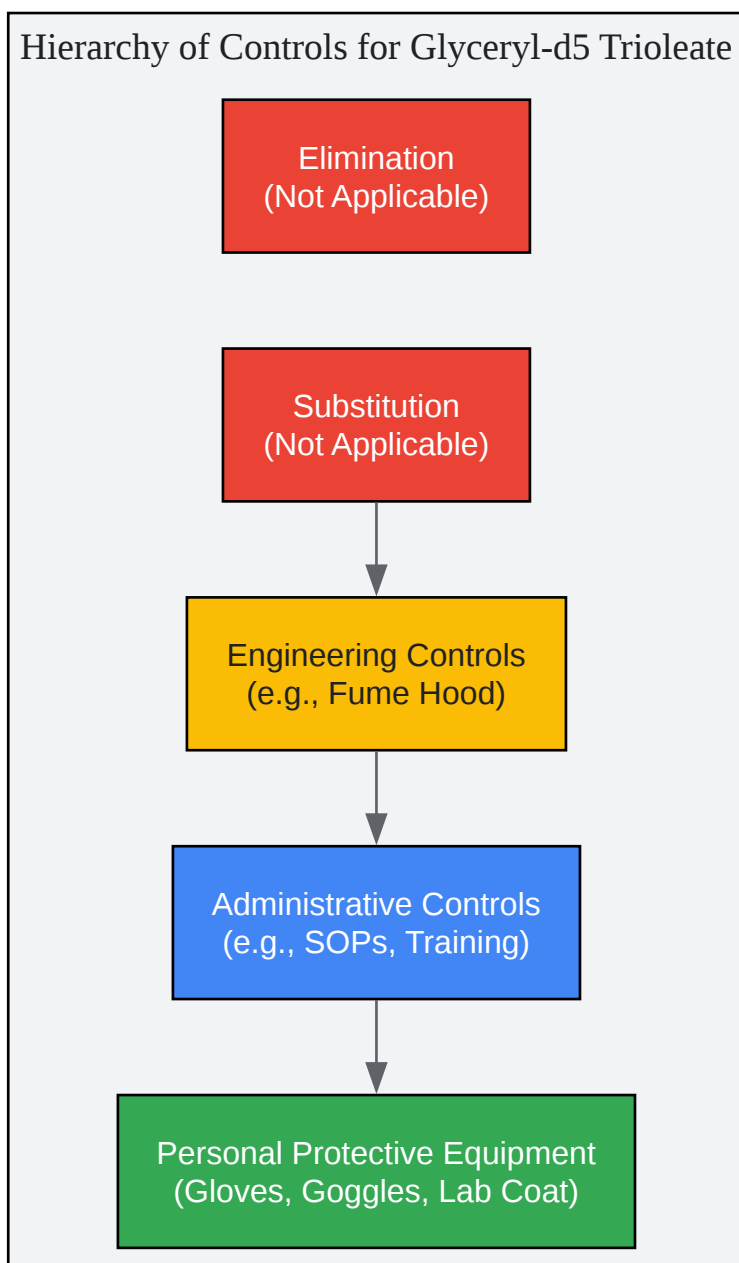 Hierarchy of Controls for Glyceryl-d5 Trioleate
Elimination
(Not Applicable)
Substitution
(Not Applicable)
Engineering Controls
(e.g., Fume Hood)
Administrative Controls
(e.g., SOPs, Training)
Personal Protective Equipment
(Gloves, Goggles, Lab Coat)